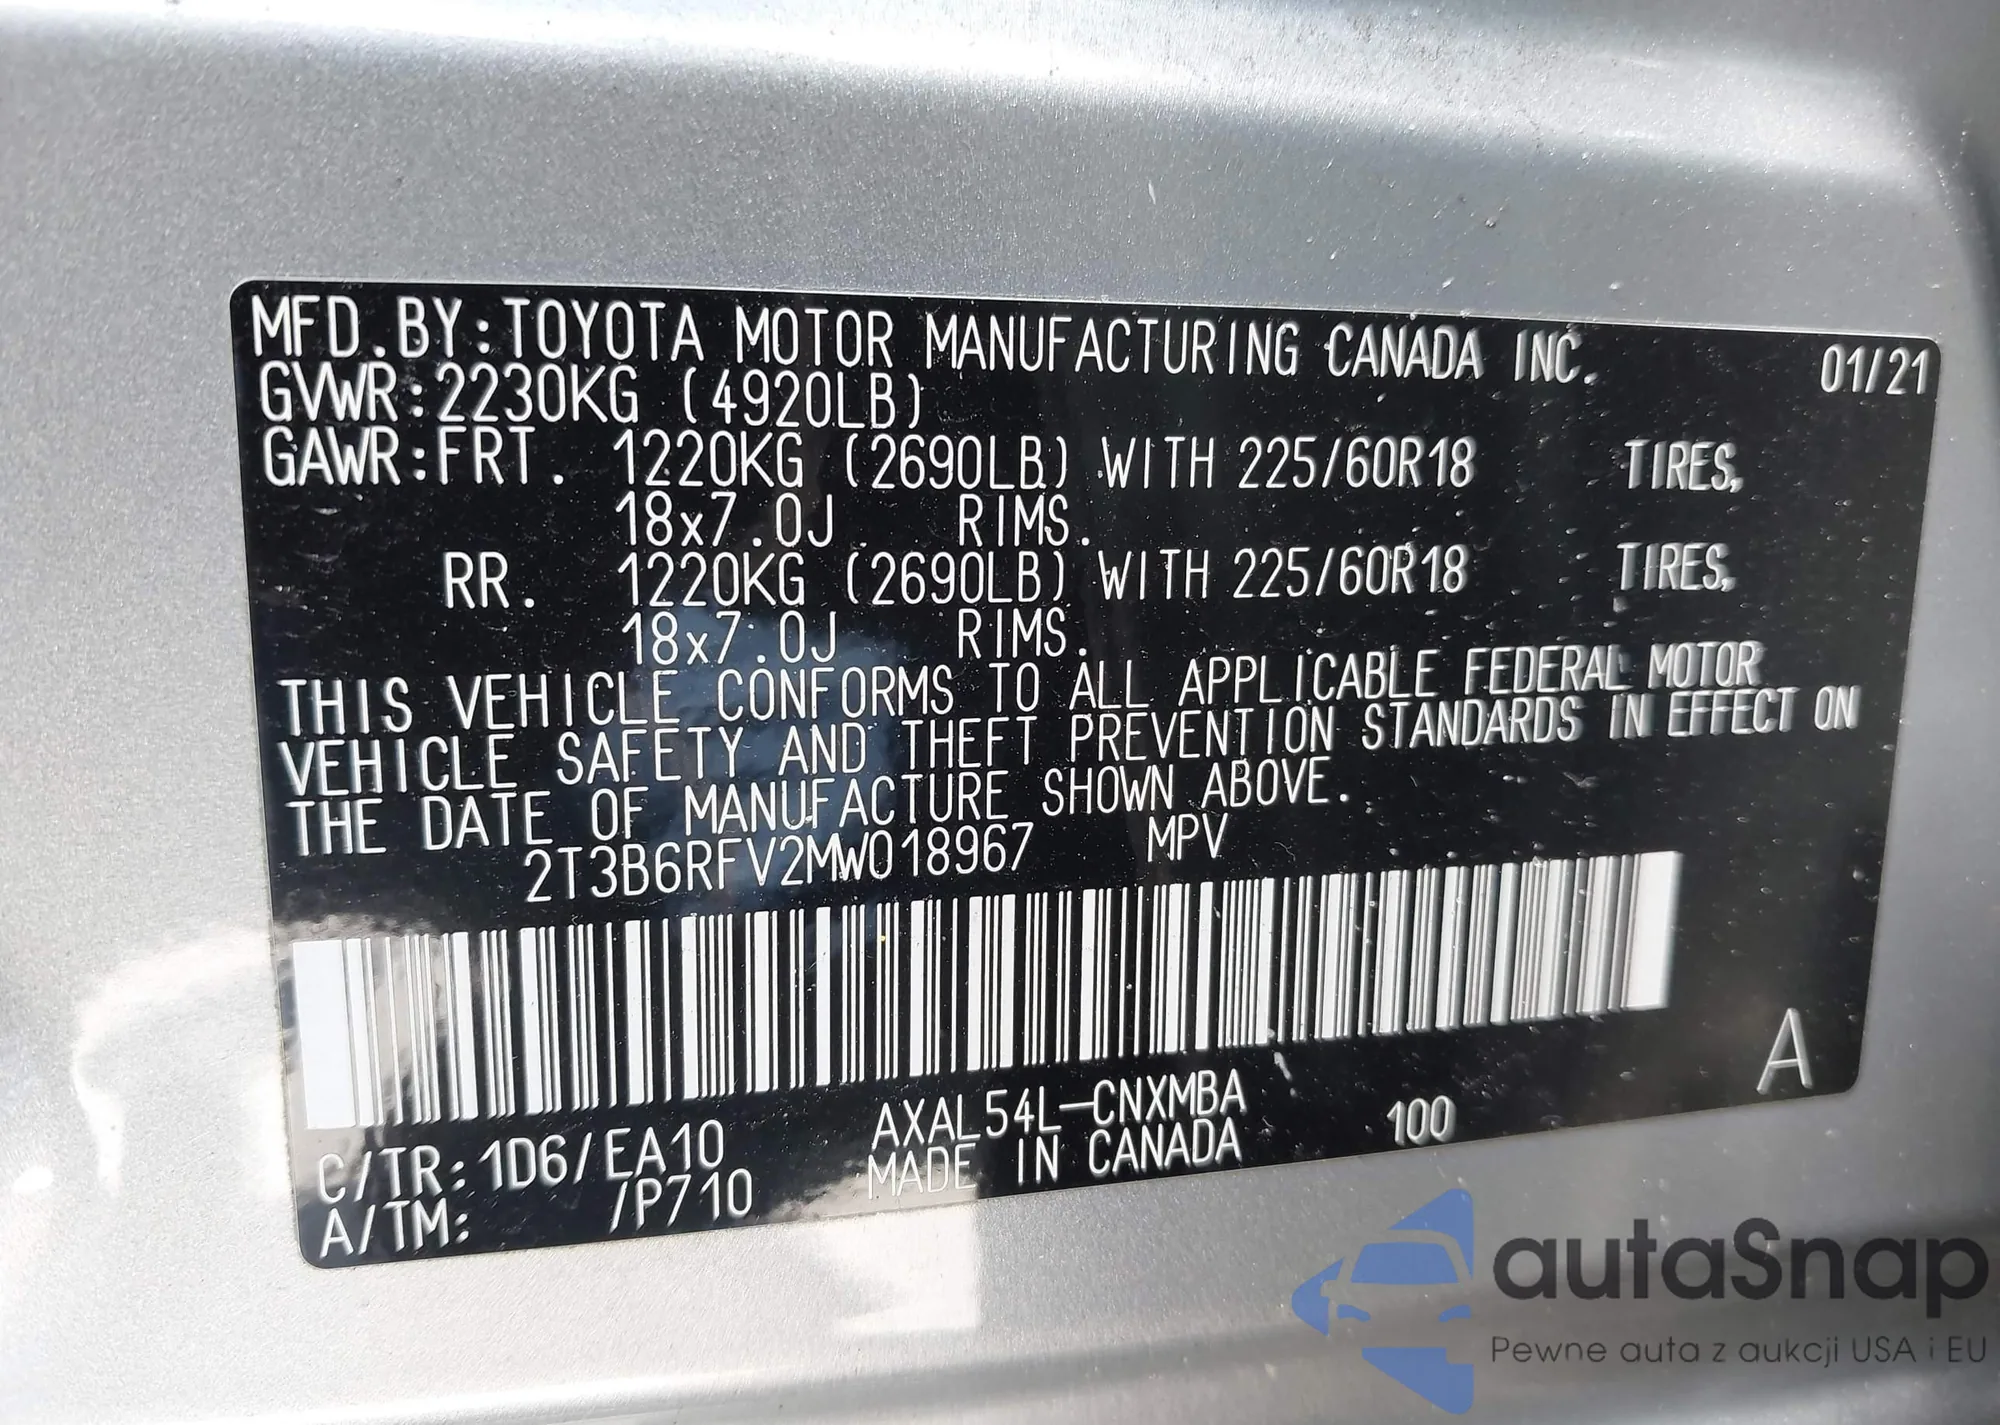 MFD.BY:TOYOTA MOTOR MANUFACTURING CANADA INC. 01/21
GVWR:2230KG (4920LB)
GAWR:FRT. 1220KG (2690LB) WITH 225/60R18 TIRES,
18x7.0J RIMS.
RR. 1220KG (2690LB) WITH 225/60R18 TIRES,
18x7.0J RIMS.
THIS VEHICLE CONFORMS TO ALL APPLICABLE FEDERAL MOTOR
VEHICLE SAFETY AND THEFT PREVENTION STANDARDS IN EFFECT ON
THE DATE OF MANUFACTURE SHOWN ABOVE.
2T3B6RFV2MW018967 MPV
A
C/TR:1D6/EA10 AXAL54L-CNXMBA 100
A/TM: /P710 MADE IN CANADA
autaSnap
Pewne auta z aukcji USA i EU